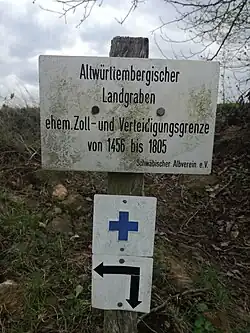 Altwürttembergischer
Landgraben
ehem. Zoll- und Verteidigungsgrenze
von 1456 bis 1805
Schwäbischer Albverein e.V.